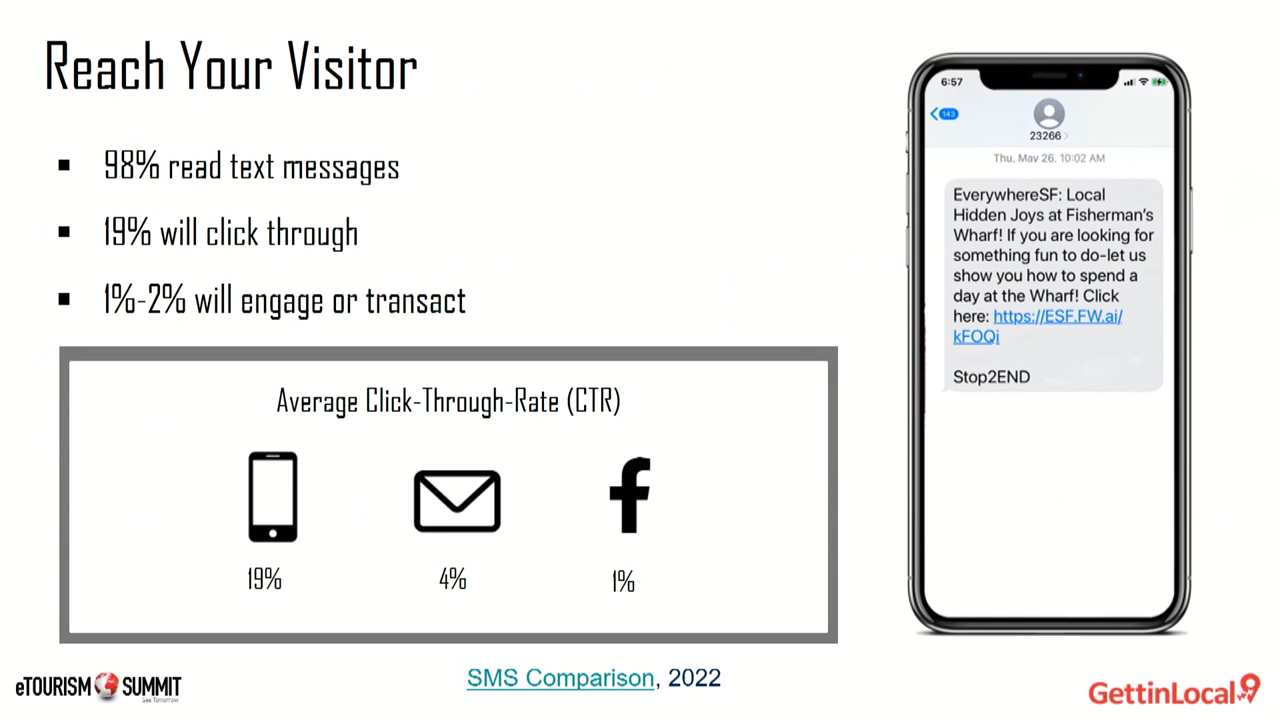 Reach Your Visitor
▪ 98% read text messages
▪ 19% will click through
▪ 1%-2% will engage or transact
Average Click-Through-Rate (CTR)
19%
4%
1%
SMS Comparison, 2022
eTOURISM SUMMIT
See Tomorrow
GettinLocal
6:57
143
23266
Thu, May 26, 10:02 AM
EverywhereSF: Local
Hidden Joys at Fisherman's
Wharf! If you are looking for
something fun to do-let us
show you how to spend a
day at the Wharf! Click
here: https://ESF.FW.ai/
kFOQi
Stop2END